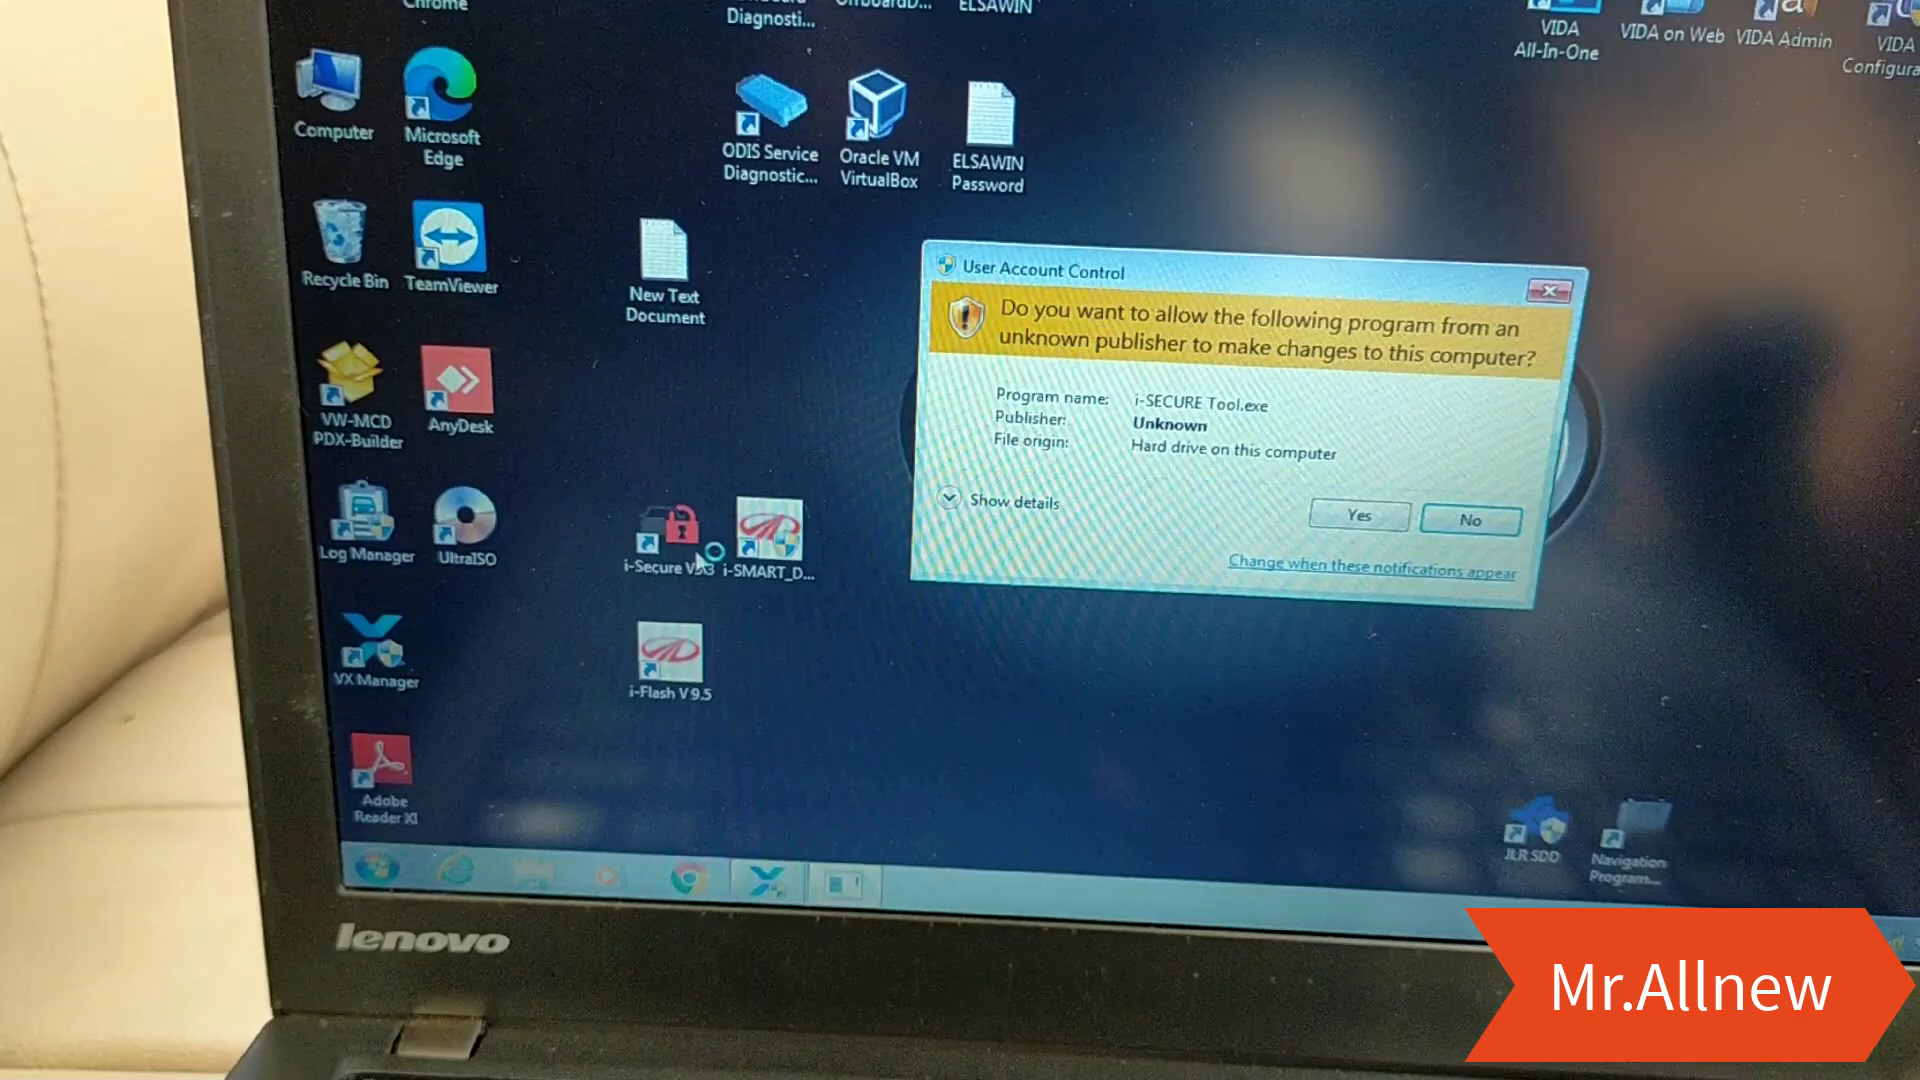 Chrome
Diagnosti...
ELSAWIN
VIDA
All-In-One
VIDA on Web
VIDA Admin
VIDA
Configura
Computer
Microsoft
Edge
ODIS Service
Diagnostic...
Oracle VM
VirtualBox
ELSAWIN
Password
Recycle Bin
TeamViewer
New Text
Document
User Account Control
Do you want to allow the following program from an
unknown publisher to make changes to this computer?
Program name: i-SECURE Tool.exe
Publisher: Unknown
File origin: Hard drive on this computer
Show details
Yes
No
Change when these notifications appear
VW-MCD
PDX-Builder
AnyDesk
Log Manager
UltraISO
i-Secure
i-SMART_D...
VX Manager
i-Flash V 9.5
Adobe
Reader XI
JLR SDD
Navigation
Program...
lenovo
Mr.Allnew